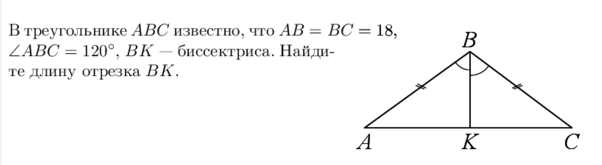 В треугольнике ABC известно, что AB = BC = 18,
∠ABC = 120°, BK — биссектриса. Найди-
те длину отрезка BK.
B
A K C